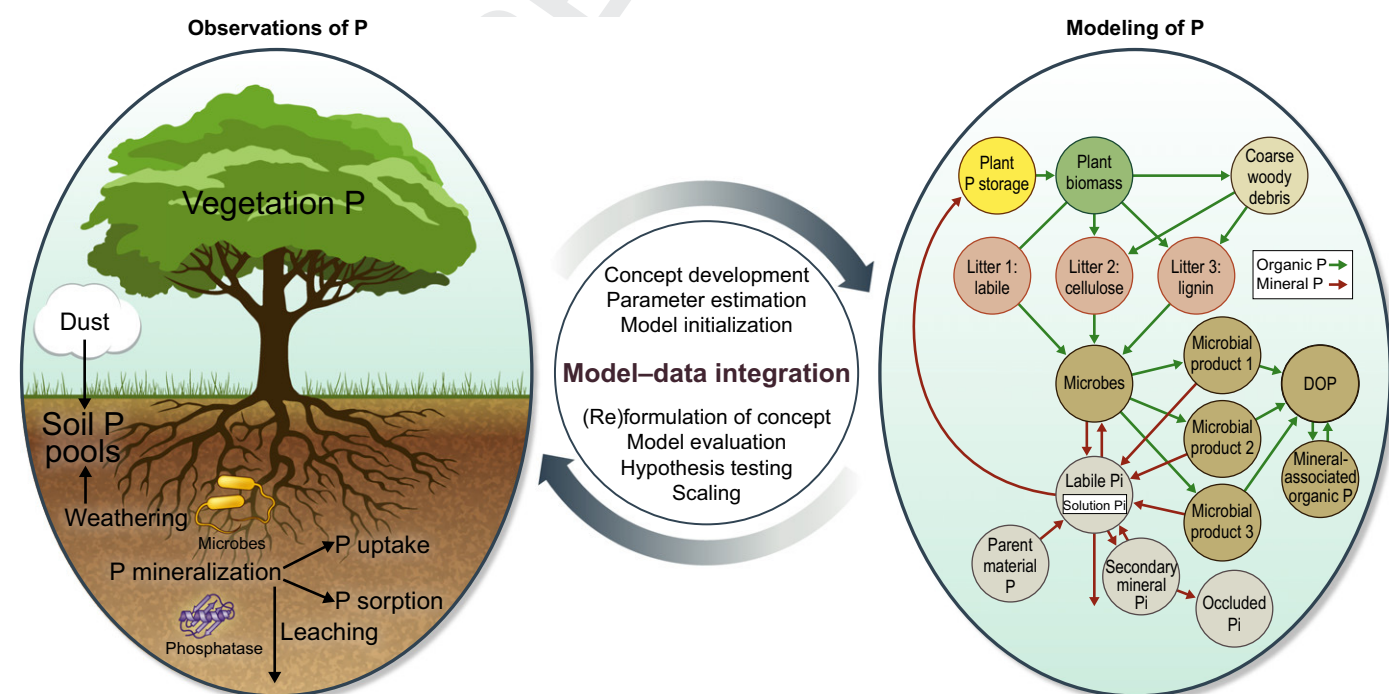 Observations of P
Vegetation P
Dust
Soil P
pools
Weathering
Microbes
P uptake
P mineralization
P sorption
Phosphatase
Leaching
Concept development
Parameter estimation
Model initialization
Model–data integration
(Re)formulation of concept
Model evaluation
Hypothesis testing
Scaling
Modeling of P
Plant
P storage
Plant
biomass
Coarse
woody
debris
Litter 1:
labile
Litter 2:
cellulose
Litter 3:
lignin
Organic P
Mineral P
Microbes
Microbial
product 1
DOP
Microbial
product 2
Mineral-
associated
organic P
Labile Pi
Solution Pi
Microbial
product 3
Parent
material
P
Secondary
mineral
Pi
Occluded
Pi